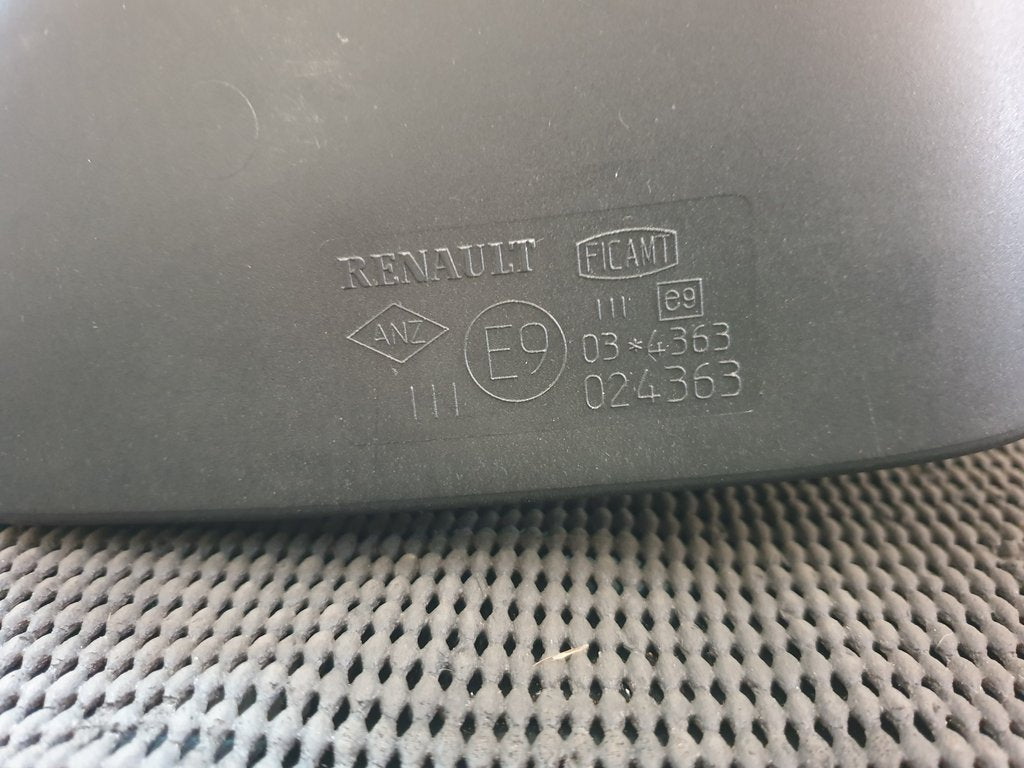 RENAULT FICAMT
III e9
ANZ E9 03*4363
III 024363